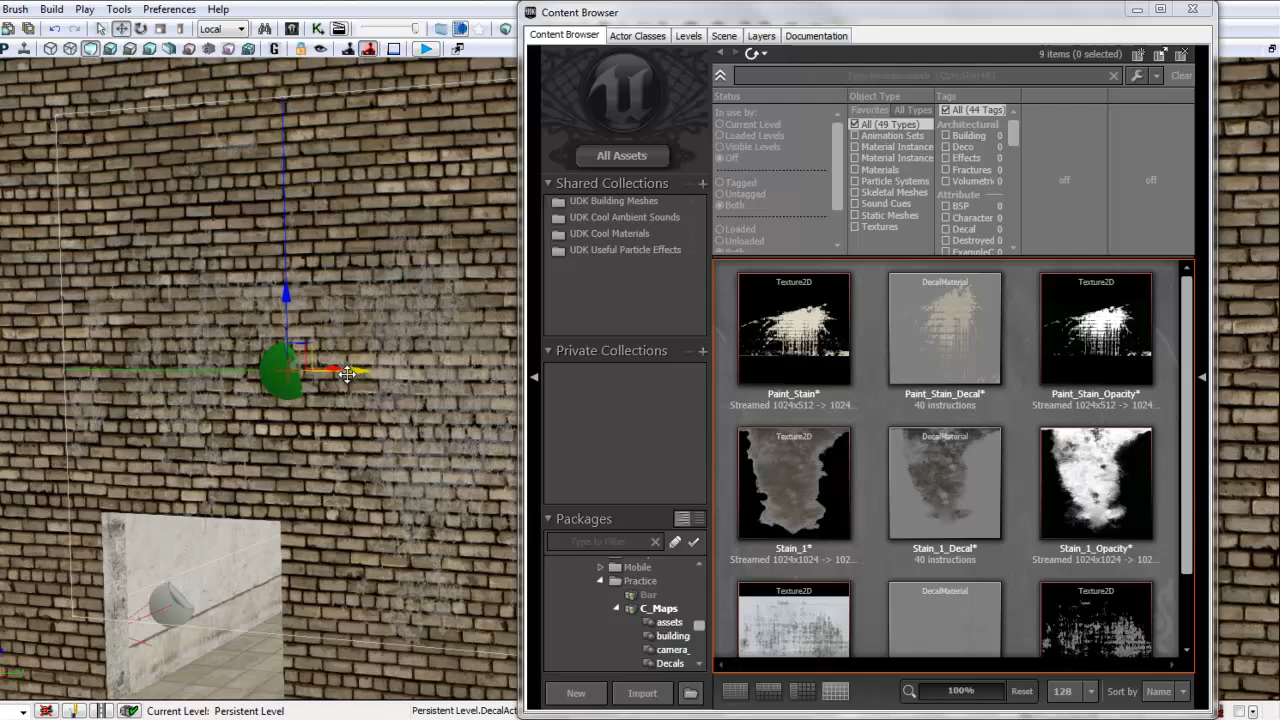 Brush Build Play Tools Preferences Help
Local
Content Browser
Content Browser Actor Classes Levels Scene Layers Documentation
9 items (0 selected)
Clear
Status Object Type Tags
In use by: Favorites All Types All (44 Tags)
Current Level All (49 Types) Architectural
Loaded Levels Animation Sets Building 0
Visible Levels Material Instance Deco 0
Off Material Instance Effects 0
All Assets
Materials Fractures 0
Tagged Particle Systems Volumetri 0 off off
Untagged Skeletal Meshes Attribute
Both Sound Cues BSP 0
Static Meshes Character 0
Loaded Textures Decal 0
Unloaded Destroyed 0
Both ExampleC 0
Shared Collections
UDK Building Meshes
UDK Cool Ambient Sounds
UDK Cool Materials
UDK Useful Particle Effects
Private Collections
Texture2D DecalMaterial Texture2D
Paint_Stain* Paint_Stain_Decal* Paint_Stain_Opacity*
Streamed 1024x512 -> 1024... 40 instructions Streamed 1024x512 -> 1024...
Texture2D DecalMaterial Texture2D
Stain_1* Stain_1_Decal* Stain_1_Opacity*
Streamed 1024x1024 -> 102... 40 instructions Streamed 1024x1024 -> 102...
Texture2D DecalMaterial Texture2D
Packages
Type to Filter
Mobile
Practice
Bar
C_Maps
assets
building
camera_
Decals
New Import 100% Reset 128 Sort by Name
Current Level: Persistent Level Persistent Level.DecalAct